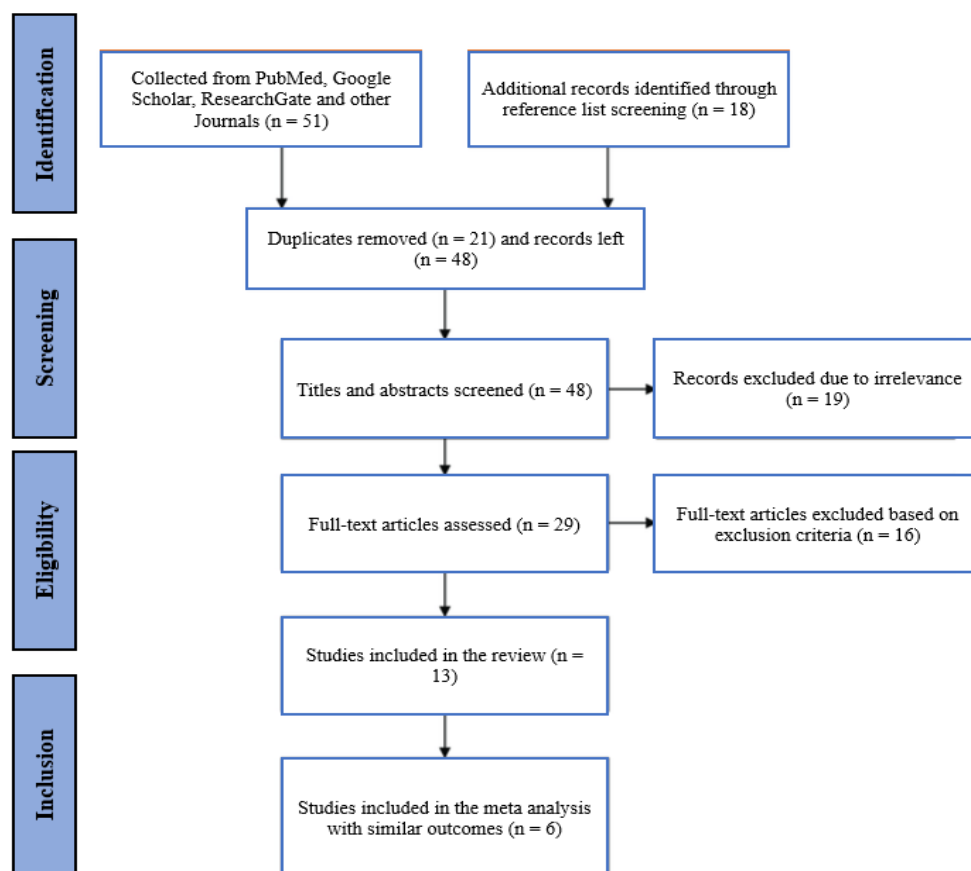 Identification
Collected from PubMed, Google
Scholar, ResearchGate and other
Journals (n = 51)
Additional records identified through
reference list screening (n = 18)
Duplicates removed (n = 21) and records left
(n = 48)
Screening
Titles and abstracts screened (n = 48)
Records excluded due to irrelevance
(n = 19)
Eligibility
Full-text articles assessed (n = 29)
Full-text articles excluded based on
exclusion criteria (n = 16)
Studies included in the review (n =
13)
Inclusion
Studies included in the meta analysis
with similar outcomes (n = 6)